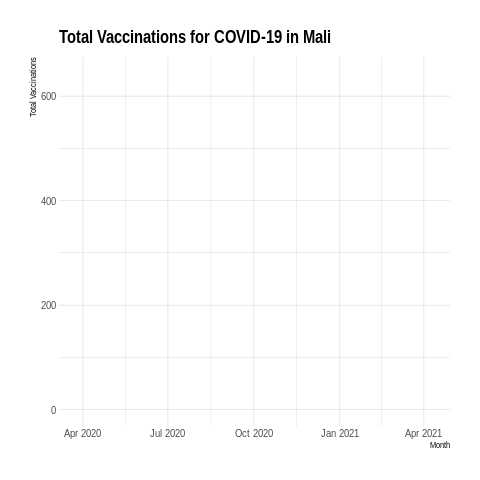 Total Vaccinations for COVID-19 in Mali
Total Vaccinations
600
400
200
0
Apr 2020 Jul 2020 Oct 2020 Jan 2021 Apr 2021
Month